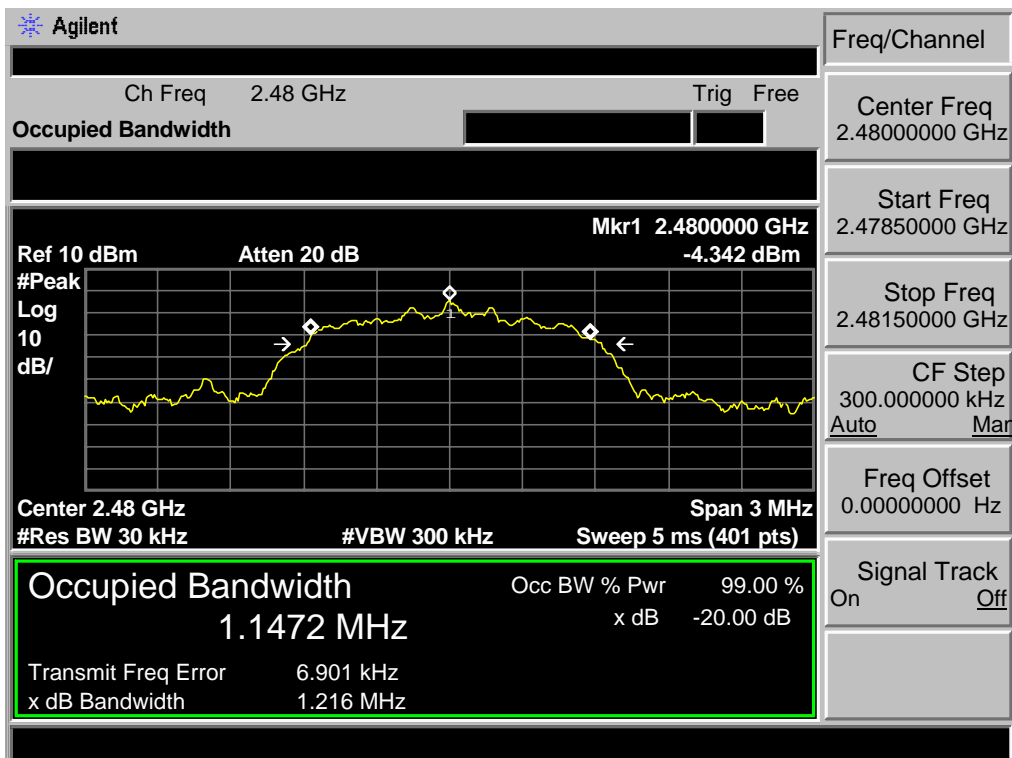 Agilent
Freq/Channel
Ch Freq 2.48 GHz Trig Free
Occupied Bandwidth
Center Freq
2.48000000 GHz
Start Freq
2.47850000 GHz
Mkr1 2.4800000 GHz
Ref 10 dBm Atten 20 dB -4.342 dBm
#Peak
Log
10
dB/
1
Stop Freq
2.48150000 GHz
CF Step
300.000000 kHz
Auto Man
Freq Offset
0.00000000 Hz
Center 2.48 GHz Span 3 MHz
#Res BW 30 kHz #VBW 300 kHz Sweep 5 ms (401 pts)
Signal Track
On Off
Occupied Bandwidth Occ BW % Pwr 99.00 %
1.1472 MHz x dB -20.00 dB
Transmit Freq Error 6.901 kHz
x dB Bandwidth 1.216 MHz